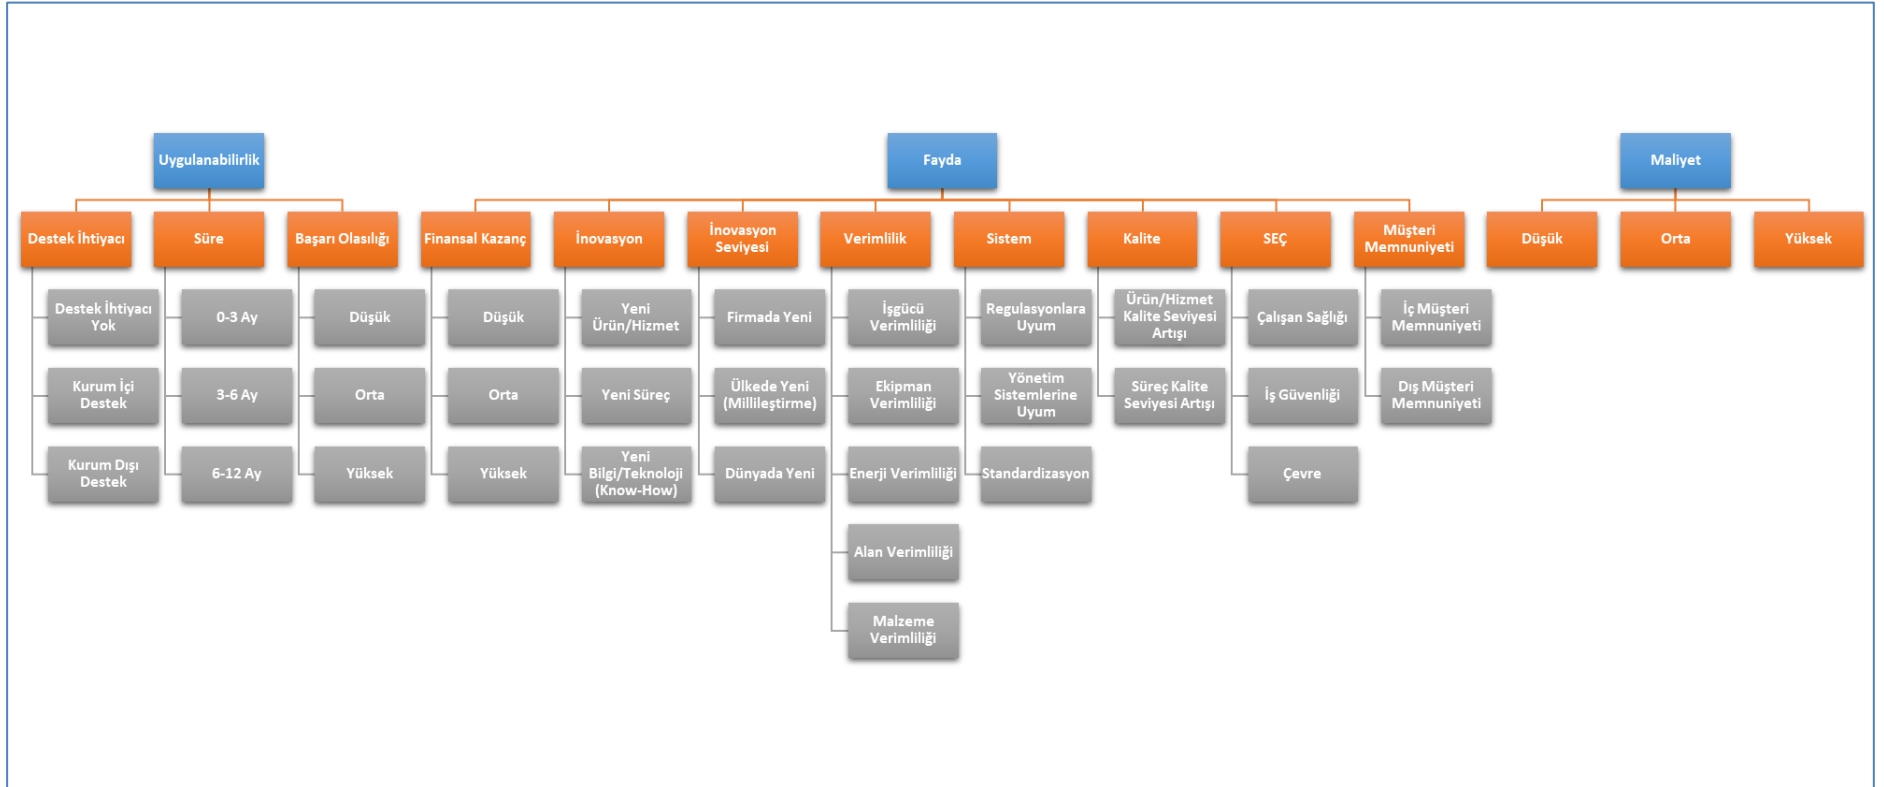 Uygulanabilirlik
Fayda
Maliyet
Destek İhtiyacı
Süre
Başarı Olasılığı
Finansal Kazanç
İnovasyon
İnovasyon
Seviyesi
Verimlilik
Sistem
Kalite
SEÇ
Müşteri
Memnuniyeti
Düşük
Orta
Yüksek
Destek İhtiyacı
Yok
Kurum İçi
Destek
Kurum Dışı
Destek
0-3 Ay
3-6 Ay
6-12 Ay
Düşük
Orta
Yüksek
Düşük
Orta
Yüksek
Yeni
Ürün/Hizmet
Yeni Süreç
Yeni
Bilgi/Teknoloji
(Know-How)
Firmada Yeni
Ülkede Yeni
(Millileştirme)
Dünyada Yeni
İşgücü
Verimliliği
Ekipman
Verimliliği
Enerji Verimliliği
Alan Verimliliği
Malzeme
Verimliliği
Regulasyonlara
Uyum
Yönetim
Sistemlerine
Uyum
Standardizasyon
Ürün/Hizmet
Kalite Seviyesi
Artışı
Süreç Kalite
Seviyesi Artışı
Çalışan Sağlığı
İş Güvenliği
Çevre
İç Müşteri
Memnuniyeti
Dış Müşteri
Memnuniyeti